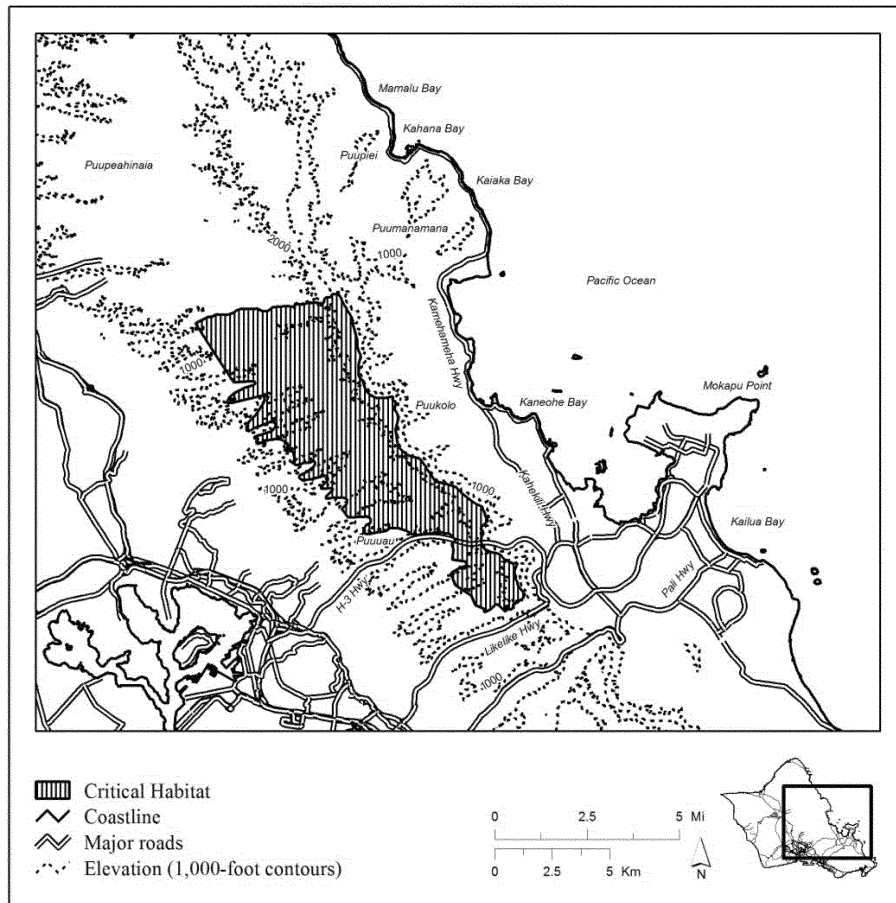 Mamalu Bay
Kahana Bay
Puupiei
Puupeahinaia
Kaiaka Bay
Puumanamana
2000
1000
Pacific Ocean
Kamehameha Hwy
1000
Mokapu Point
Puukolo
Kaneohe Bay
1000
1000
Kahekili Hwy
Kailua Bay
Puuuau
H-3 Hwy
Pali Hwy
Likelike Hwy
1000
Critical Habitat
Coastline
Major roads
Elevation (1,000-foot contours)
0 2.5 5 Mi
0 2.5 5 Km
N